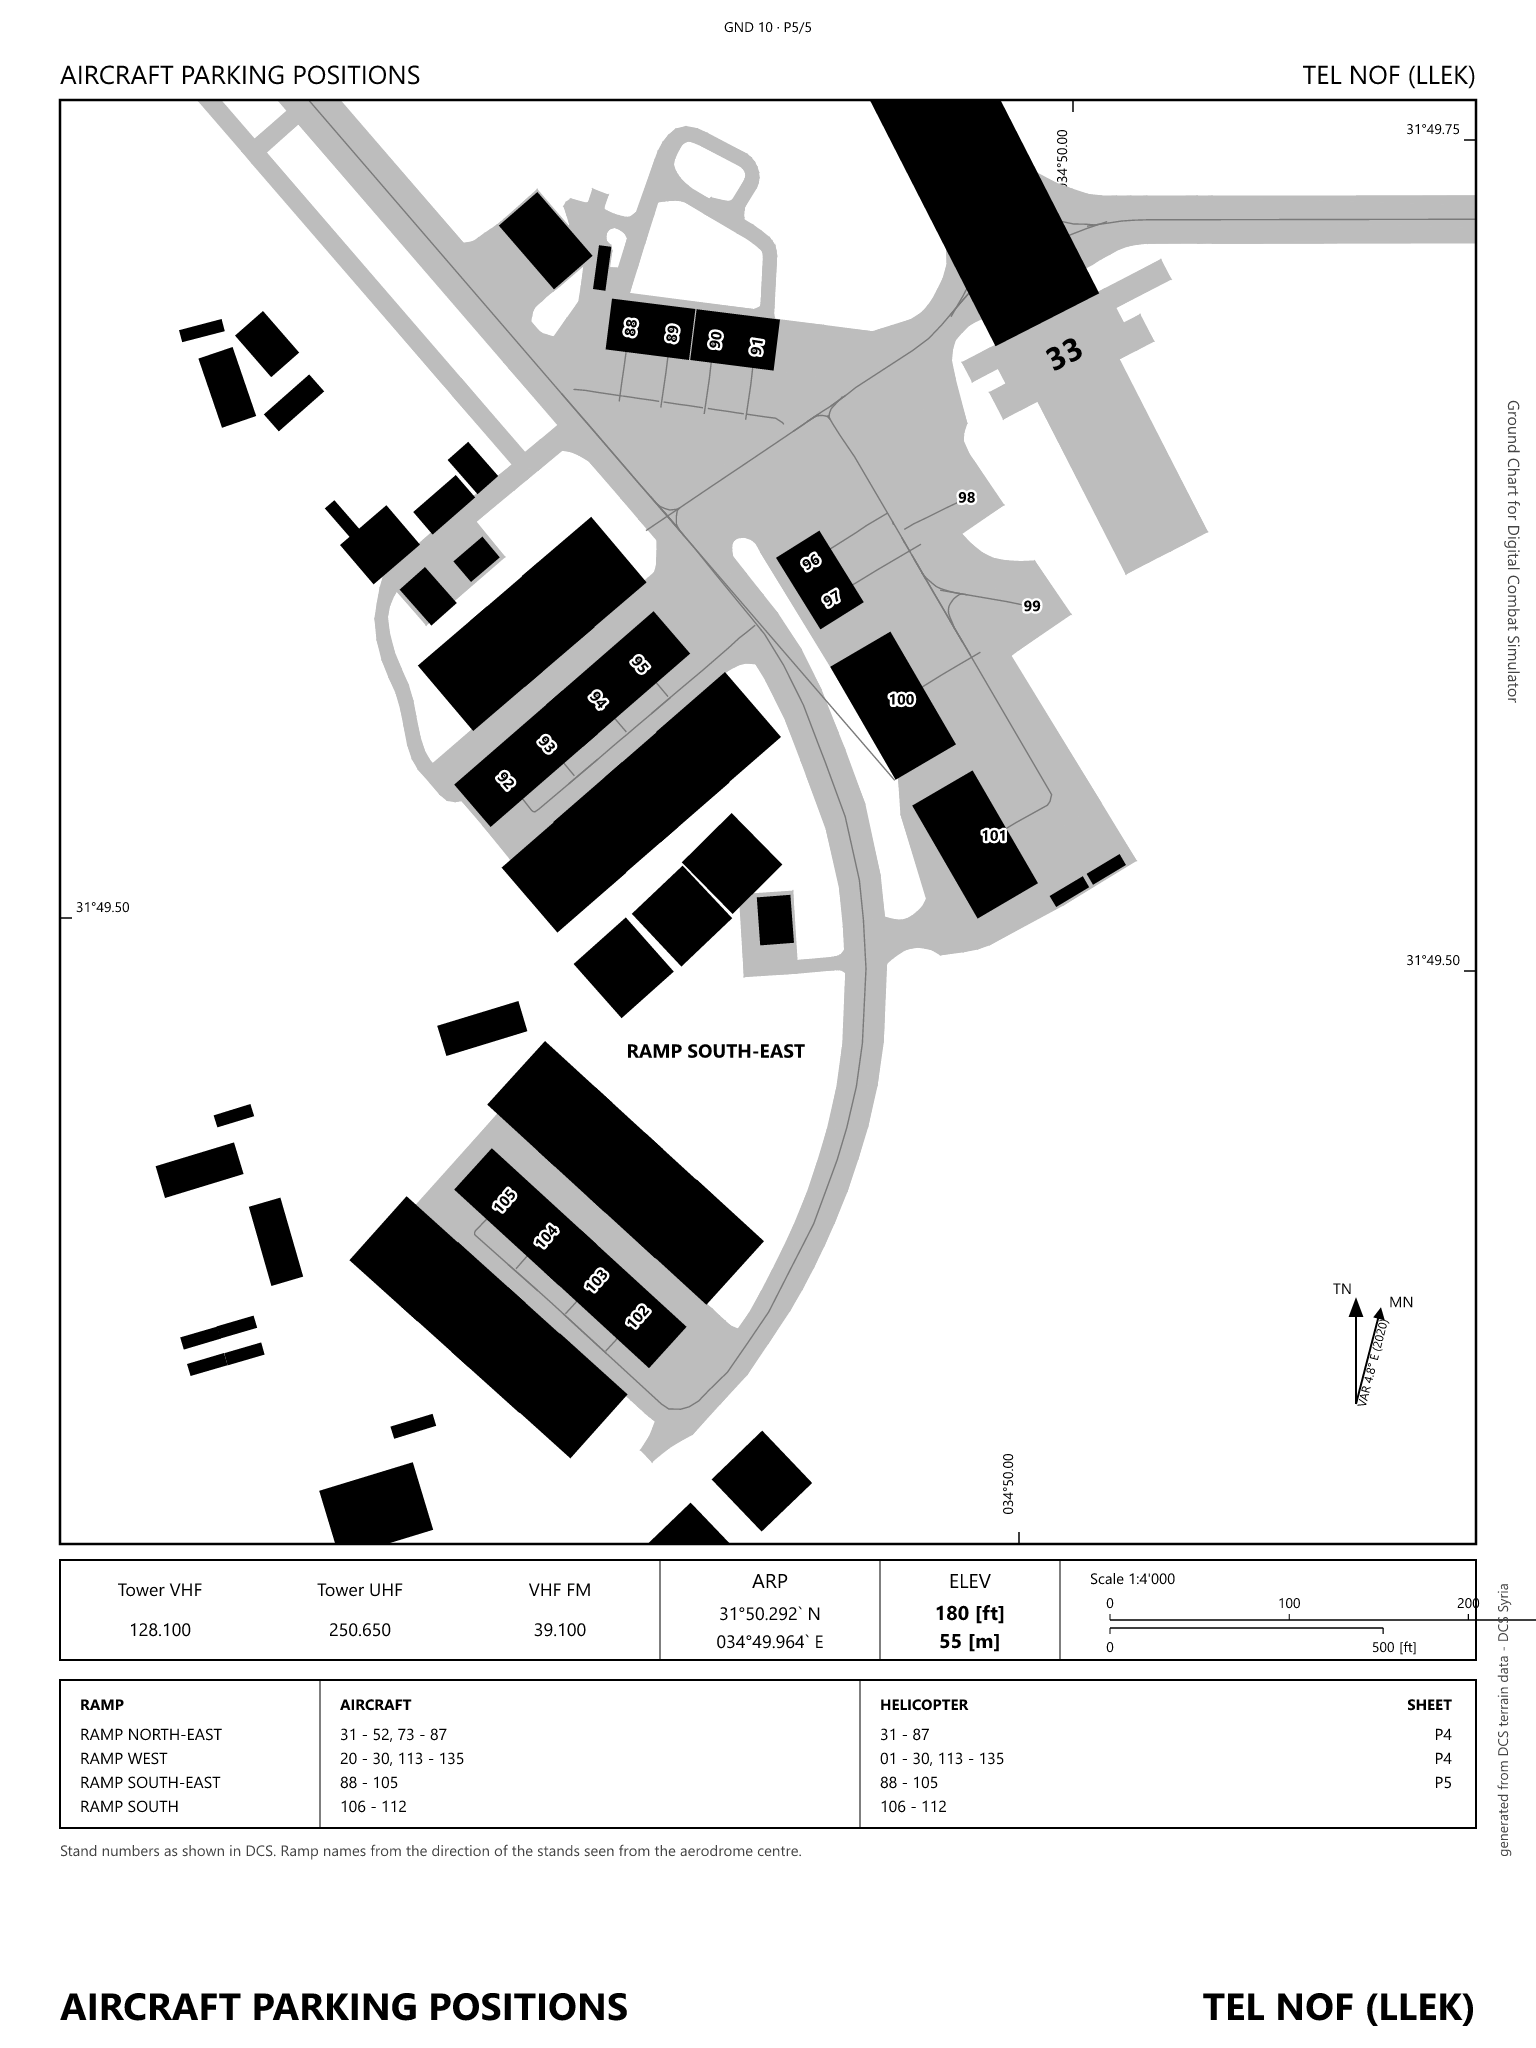 GND 10 · P5/5
AIRCRAFT PARKING POSITIONS
TEL NOF (LLEK)
31°49.75
034°50.00
33
88
89
90
91
98
96
97
99
95
94
93
92
100
101
31°49.50
31°49.50
RAMP SOUTH-EAST
105
104
103
102
TN
MN
VAR 4.8° E (2020)
034°50.00
Ground Chart for Digital Combat Simulator
Tower VHF
128.100
Tower UHF
250.650
VHF FM
39.100
ARP
31°50.292` N
034°49.964` E
ELEV
180 [ft]
55 [m]
Scale 1:4'000
0 100 200
0 500 [ft]
generated from DCS terrain data - DCS Syria
RAMP AIRCRAFT HELICOPTER SHEET
RAMP NORTH-EAST 31 - 52, 73 - 87 31 - 87 P4
RAMP WEST 20 - 30, 113 - 135 01 - 30, 113 - 135 P4
RAMP SOUTH-EAST 88 - 105 88 - 105 P5
RAMP SOUTH 106 - 112 106 - 112
Stand numbers as shown in DCS. Ramp names from the direction of the stands seen from the aerodrome centre.
AIRCRAFT PARKING POSITIONS
TEL NOF (LLEK)